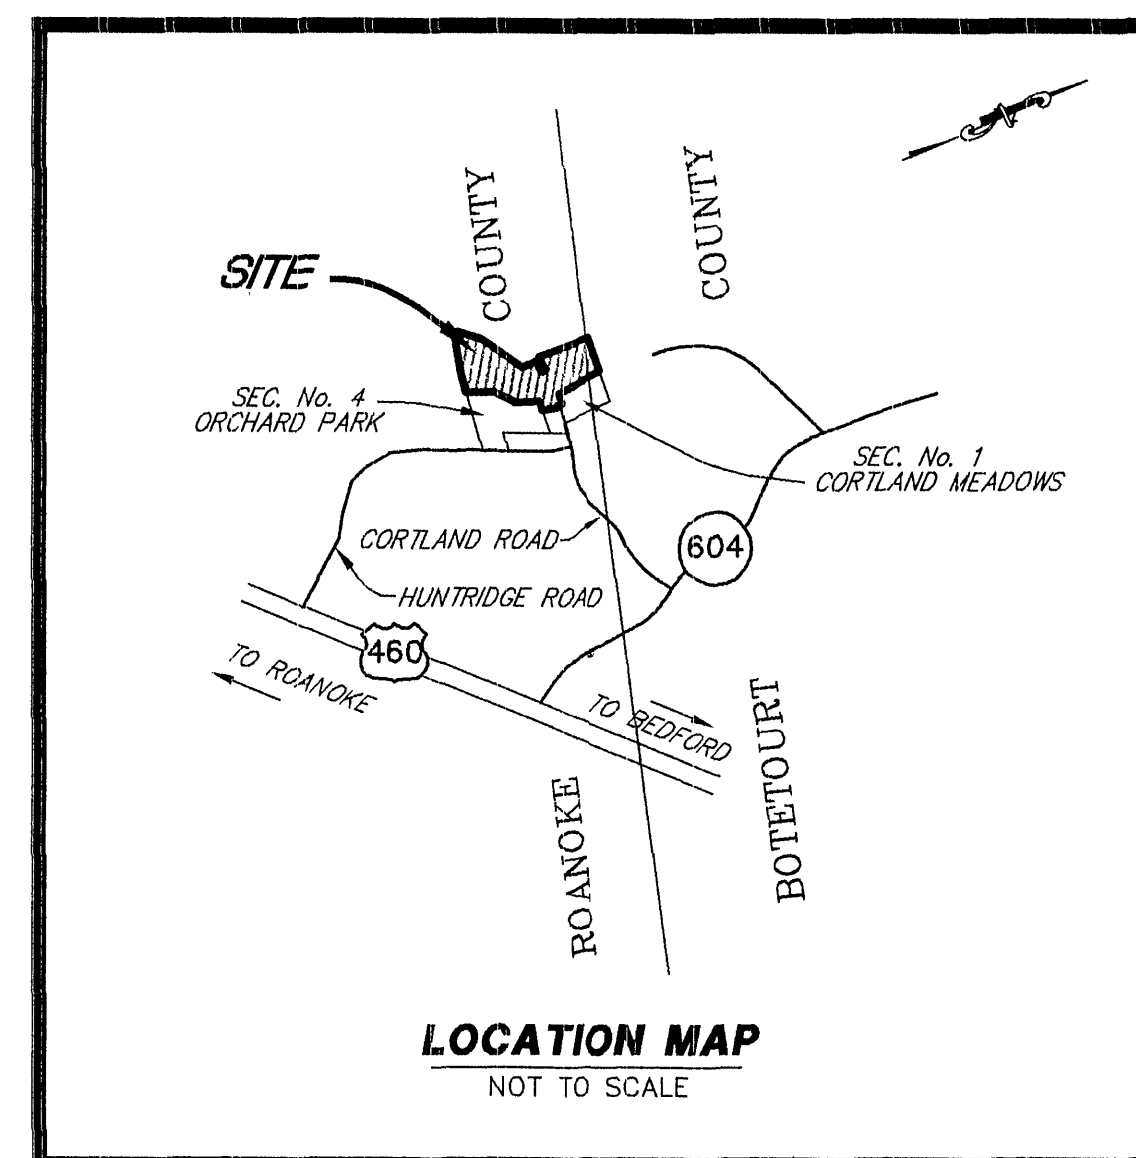 COUNTY
COUNTY
SITE
SEC. No. 4
ORCHARD PARK
SEC. No. 1
CORTLAND MEADOWS
CORTLAND ROAD
604
HUNTRIDGE ROAD
460
TO ROANOKE
TO BEDFORD
ROANOKE
BOTETOURT
LOCATION MAP
NOT TO SCALE